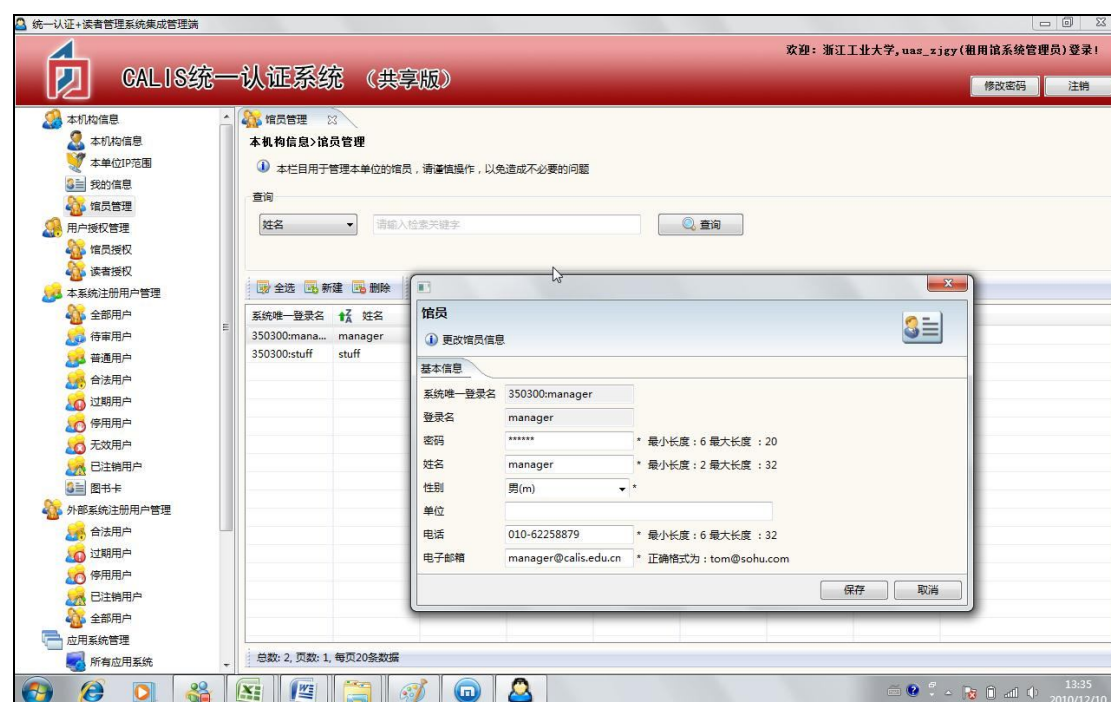 统一认证+读者管理系统集成管理端
欢迎: 浙江工业大学,uas_zjgy(租用馆系统管理员)登录!
CALIS统一认证系统 （共享版）
修改密码 注销
本机构信息
本机构信息
本单位IP范围
我的信息
馆员管理
用户授权管理
馆员授权
读者授权
本系统注册用户管理
全部用户
待审用户
普通用户
合法用户
过期用户
停用用户
无效用户
已注销用户
图书卡
外部系统注册用户管理
合法用户
过期用户
停用用户
已注销用户
全部用户
应用系统管理
所有应用系统
馆员管理
本机构信息>馆员管理
本栏目用于管理本单位的馆员，请谨慎操作，以免造成不必要的问题
查询
姓名 请输入检索关键字 查询
全选 新建 删除
系统唯一登录名 姓名
350300:mana... manager
350300:stuff stuff
馆员
更改馆员信息
基本信息
系统唯一登录名 350300:manager
登录名 manager
密码 ****** * 最小长度：6 最大长度 ：20
姓名 manager * 最小长度：2 最大长度 ：32
性别 男(m) *
单位
电话 010-62258879 * 最小长度：6 最大长度 ：32
电子邮箱 manager@calis.edu.cn * 正确格式为：tom@sohu.com
保存 取消
总数: 2, 页数: 1, 每页20条数据
13:35
2010/12/10